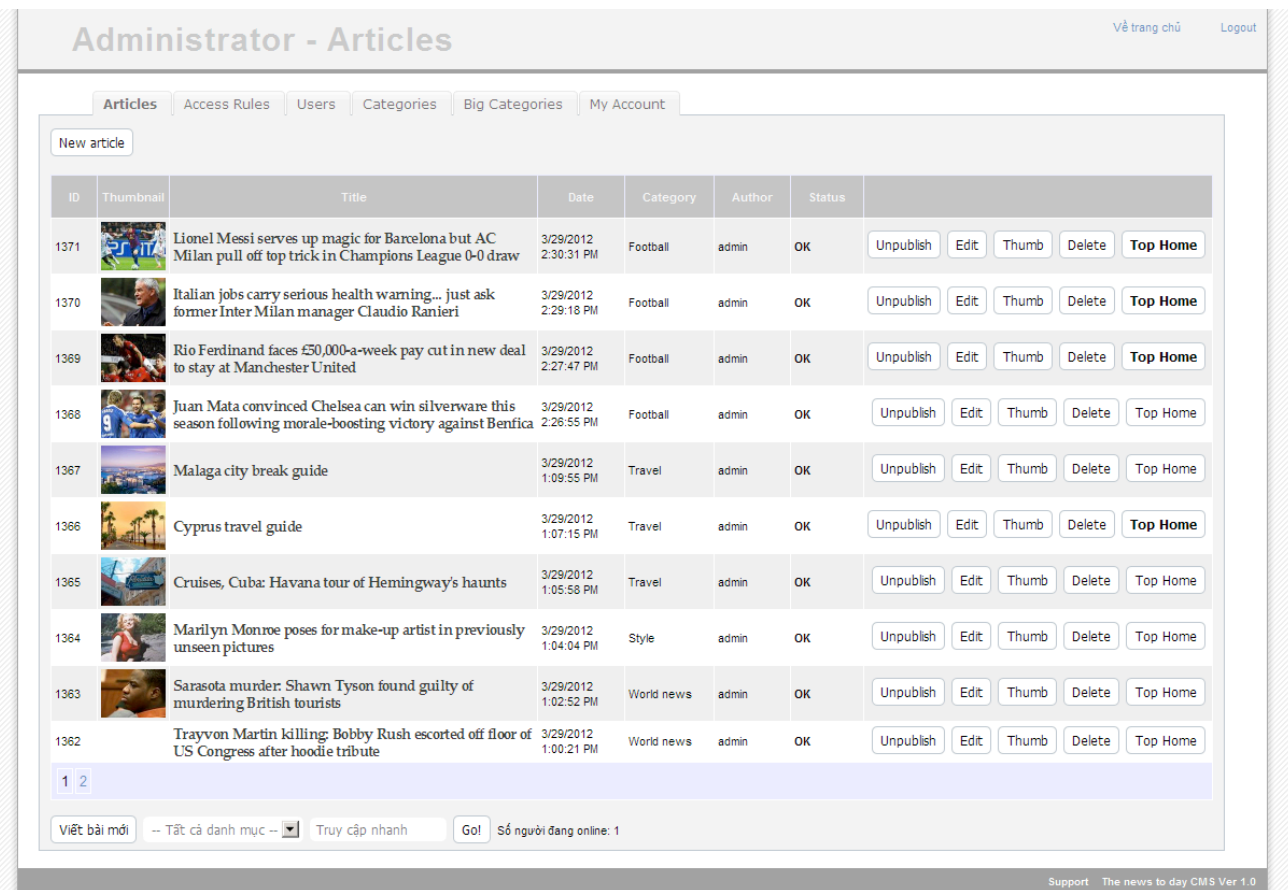 Administrator - Articles
Về trang chủ Logout
Articles Access Rules Users Categories Big Categories My Account
New article
ID Thumbnail Title Date Category Author Status
1371 Lionel Messi serves up magic for Barcelona but AC Milan pull off top trick in Champions League 0-0 draw 3/29/2012 2:30:31 PM Football admin OK Unpublish Edit Thumb Delete Top Home
1370 Italian jobs carry serious health warning... just ask former Inter Milan manager Claudio Ranieri 3/29/2012 2:29:18 PM Football admin OK Unpublish Edit Thumb Delete Top Home
1369 Rio Ferdinand faces £50,000-a-week pay cut in new deal to stay at Manchester United 3/29/2012 2:27:47 PM Football admin OK Unpublish Edit Thumb Delete Top Home
1368 Juan Mata convinced Chelsea can win silverware this season following morale-boosting victory against Benfica 3/29/2012 2:26:55 PM Football admin OK Unpublish Edit Thumb Delete Top Home
1367 Malaga city break guide 3/29/2012 1:09:55 PM Travel admin OK Unpublish Edit Thumb Delete Top Home
1366 Cyprus travel guide 3/29/2012 1:07:15 PM Travel admin OK Unpublish Edit Thumb Delete Top Home
1365 Cruises, Cuba: Havana tour of Hemingway's haunts 3/29/2012 1:05:58 PM Travel admin OK Unpublish Edit Thumb Delete Top Home
1364 Marilyn Monroe poses for make-up artist in previously unseen pictures 3/29/2012 1:04:04 PM Style admin OK Unpublish Edit Thumb Delete Top Home
1363 Sarasota murder: Shawn Tyson found guilty of murdering British tourists 3/29/2012 1:02:52 PM World news admin OK Unpublish Edit Thumb Delete Top Home
1362 Trayvon Martin killing: Bobby Rush escorted off floor of US Congress after hoodie tribute 3/29/2012 1:00:21 PM World news admin OK Unpublish Edit Thumb Delete Top Home
1 2
Viết bài mới -- Tất cả danh mục -- Truy cập nhanh Go! Số người đang online: 1
Support The news to day CMS Ver 1.0